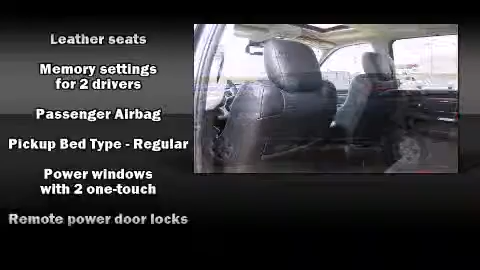 Leather seats
Memory settings
for 2 drivers
Passenger Airbag
Pickup Bed Type - Regular
Power windows
with 2 one-touch
Remote power door locks